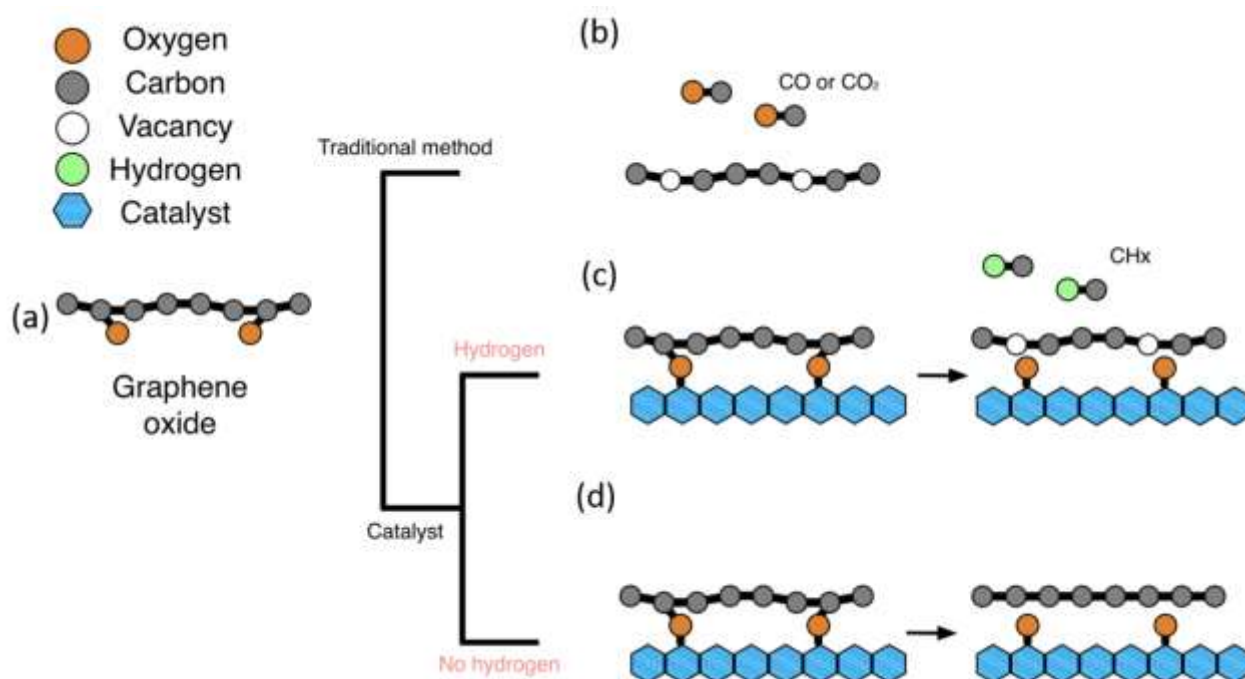 Oxygen
Carbon
Vacancy
Hydrogen
Catalyst
(a)
Graphene
oxide
Traditional method
Catalyst
Hydrogen
No hydrogen
(b)
CO or CO₂
(c)
CHx
(d)